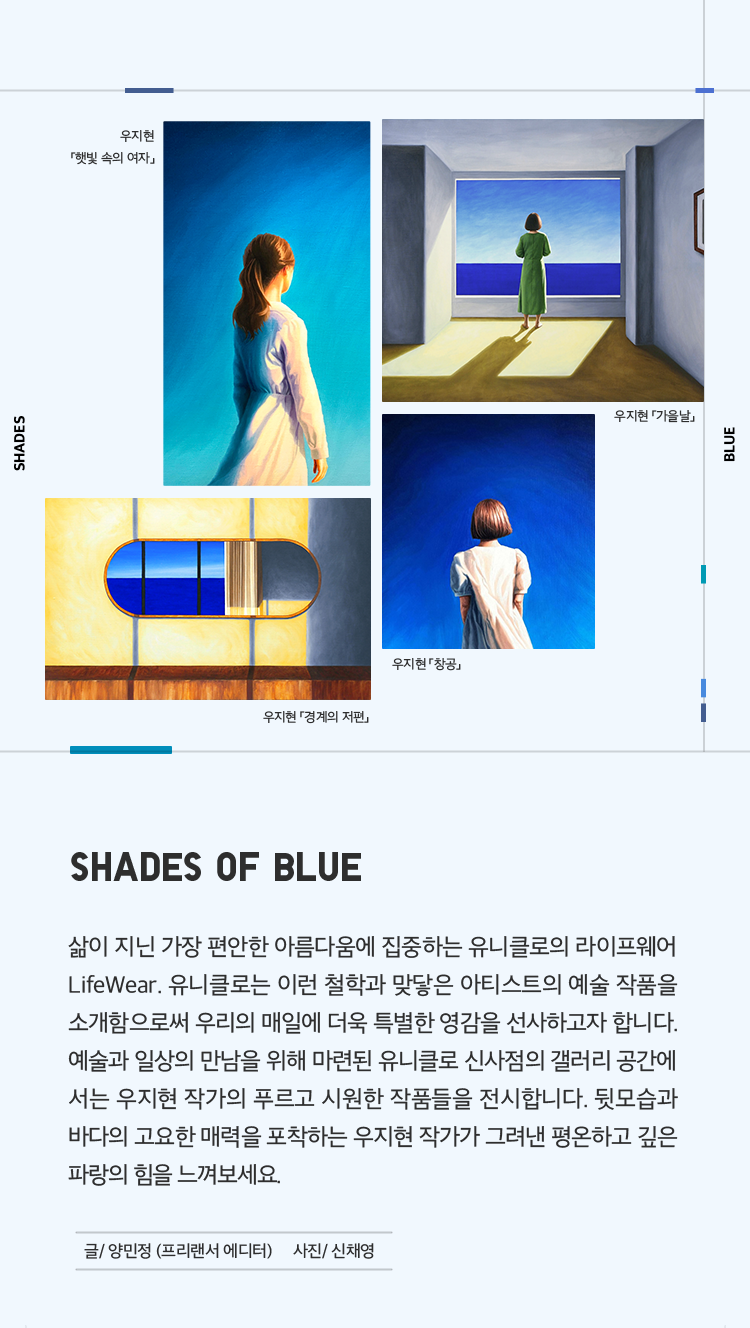 우지현
「햇빛 속의 여자」
우지현 「가을날」
SHADES
BLUE
우지현 「창공」
우지현 「경계의 저편」
SHADES OF BLUE
삶이 지닌 가장 편안한 아름다움에 집중하는 유니클로의 라이프웨어
LifeWear. 유니클로는 이런 철학과 맞닿은 아티스트의 예술 작품을
소개함으로써 우리의 매일에 더욱 특별한 영감을 선사하고자 합니다.
예술과 일상의 만남을 위해 마련된 유니클로 신사점의 갤러리 공간에
서는 우지현 작가의 푸르고 시원한 작품들을 전시합니다. 뒷모습과
바다의 고요한 매력을 포착하는 우지현 작가가 그려낸 평온하고 깊은
파랑의 힘을 느껴보세요.
글/ 양민정 (프리랜서 에디터) 사진/ 신채영